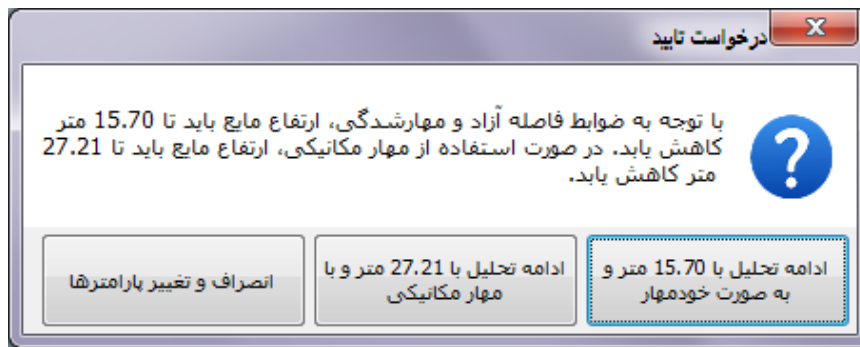 درخواست تایید
با توجه به ضوابط فاصله آزاد و مهارشدگی، ارتفاع مایع باید تا 15.70 متر
کاهش یابد. در صورت استفاده از مهار مکانیکی، ارتفاع مایع باید تا 27.21
متر کاهش یابد.
ادامه تحلیل با 15.70 متر و
به صورت خودمهار
ادامه تحلیل با 27.21 متر و با
مهار مکانیکی
انصراف و تغییر پارامترها